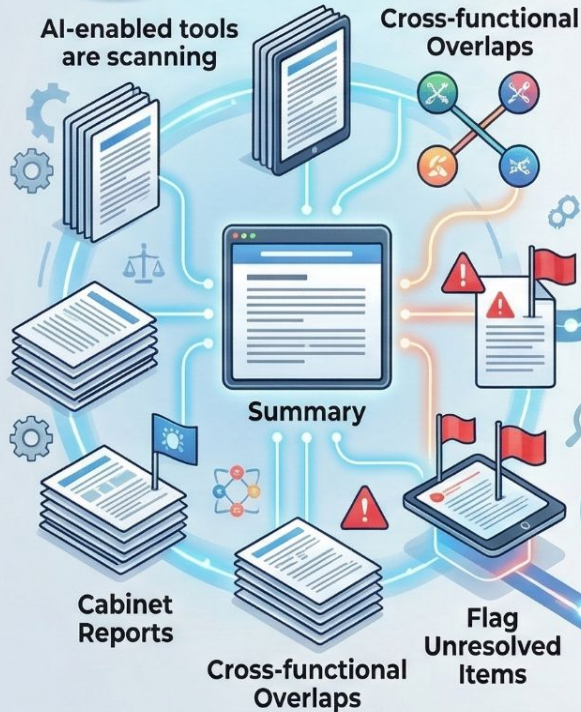 AI-enabled tools
are scanning
Cross-functional
Overlaps
Summary
Cabinet
Reports
Cross-functional
Overlaps
Flag
Unresolved
Items